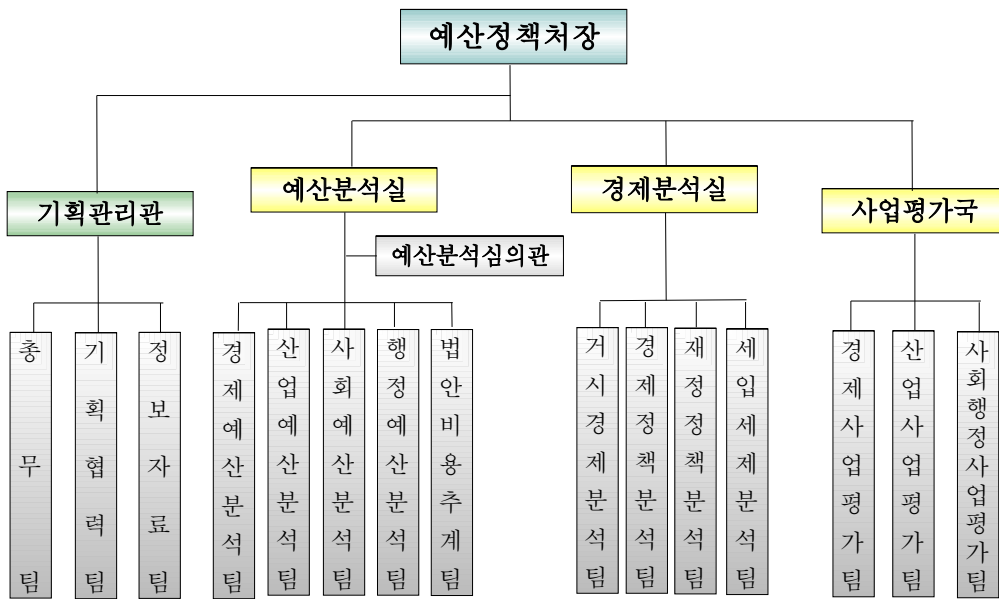 예산정책처장
기획관리관
예산분석실
경제분석실
사업평가국
예산분석심의관
총무팀
기획협력팀
정보자료팀
경제예산분석팀
산업예산분석팀
사회예산분석팀
행정예산분석팀
법안비용추계팀
거시경제분석팀
경제정책분석팀
재정정책분석팀
세입세제분석팀
경제사업평가팀
산업사업평가팀
사회행정사업평가팀